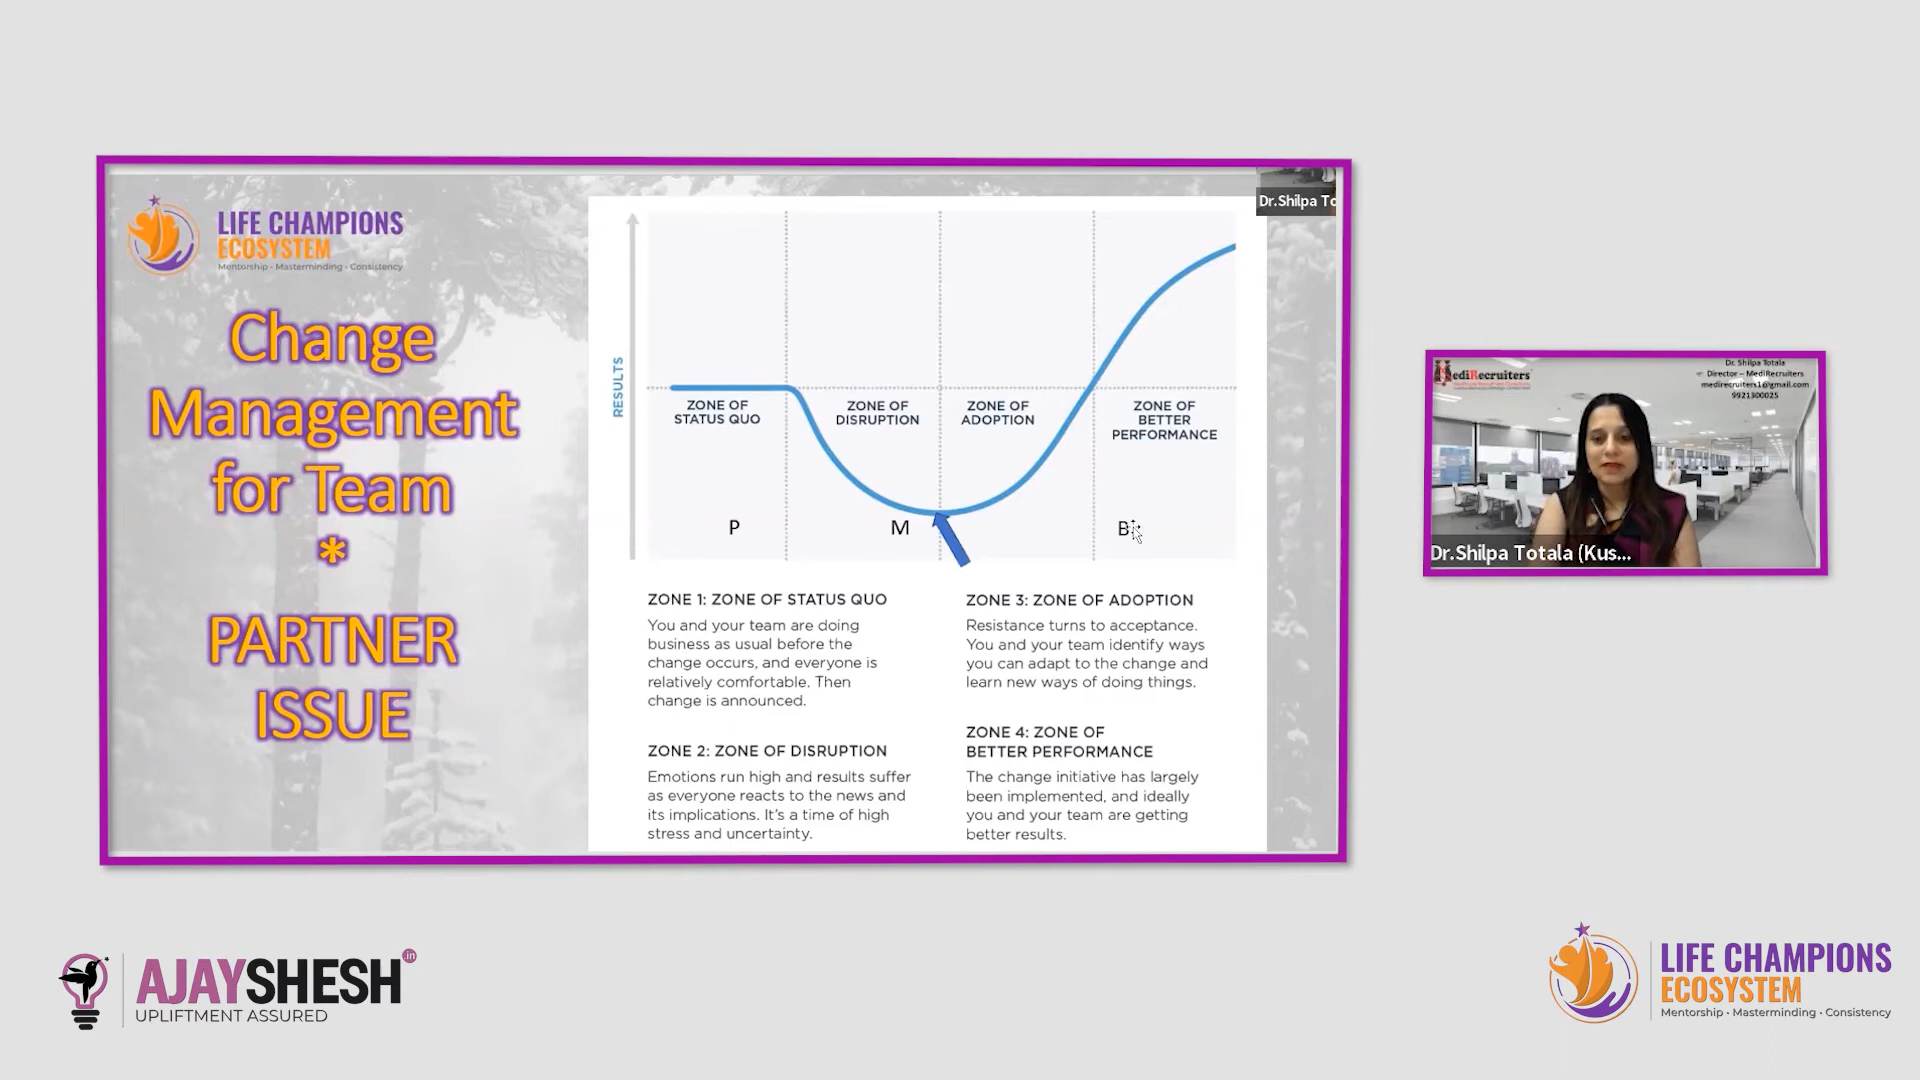 LIFE CHAMPIONS
ECOSYSTEM
Mentorship • Masterminding • Consistency
Change
Management
for Team
*
PARTNER
ISSUE
Dr.Shilpa To
RESULTS
ZONE OF
STATUS QUO
ZONE OF
DISRUPTION
ZONE OF
ADOPTION
ZONE OF
BETTER
PERFORMANCE
P
M
B
ZONE 1: ZONE OF STATUS QUO
You and your team are doing
business as usual before the
change occurs, and everyone is
relatively comfortable. Then
change is announced.
ZONE 2: ZONE OF DISRUPTION
Emotions run high and results suffer
as everyone reacts to the news and
its implications. It's a time of high
stress and uncertainty.
ZONE 3: ZONE OF ADOPTION
Resistance turns to acceptance.
You and your team identify ways
you can adapt to the change and
learn new ways of doing things.
ZONE 4: ZONE OF
BETTER PERFORMANCE
The change initiative has largely
been implemented, and ideally
you and your team are getting
better results.
MediRecruiters
Dr. Shilpa Totala
Director – MediRecruiters
medirecruiters1@gmail.com
9921300025
Dr.Shilpa Totala (Kus...
AJAYSHESH.in
UPLIFTMENT ASSURED
LIFE CHAMPIONS
ECOSYSTEM
Mentorship • Masterminding • Consistency